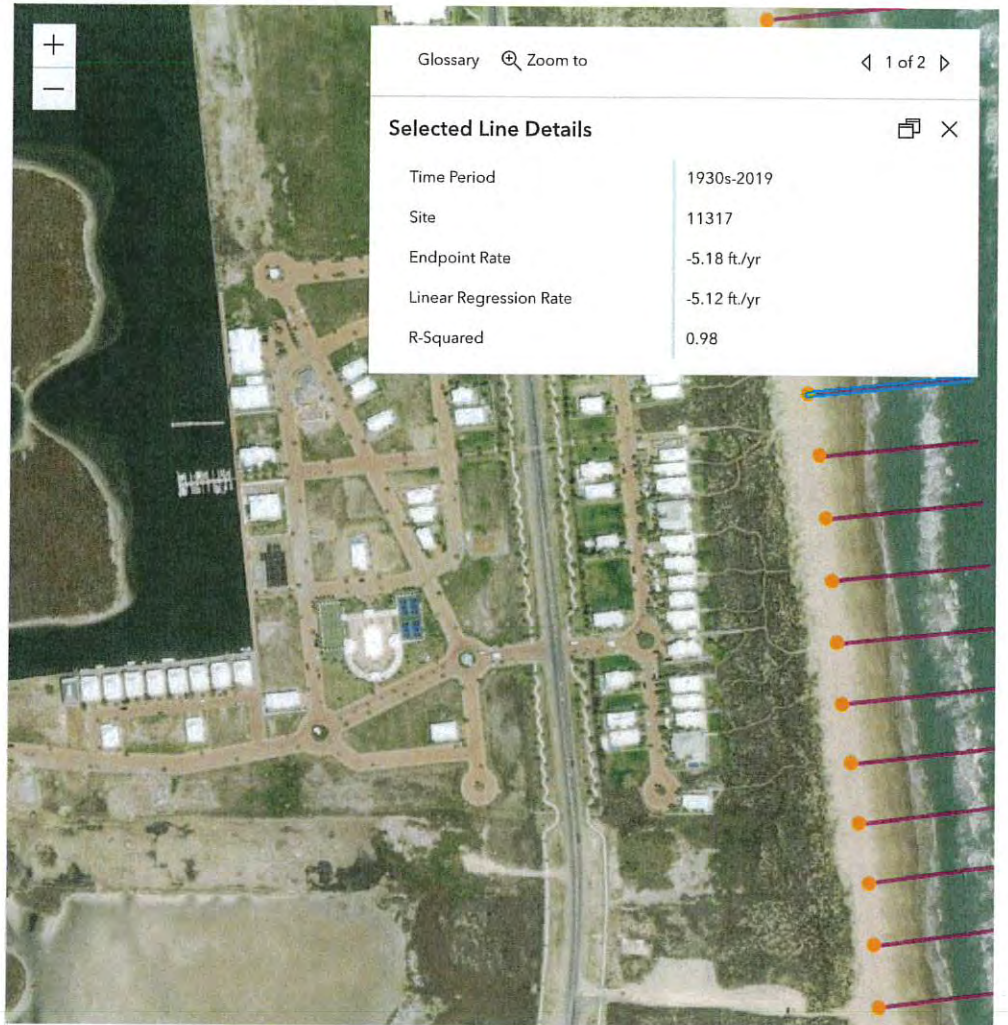 +
−
Glossary Zoom to 1 of 2
Selected Line Details
Time Period 1930s-2019
Site 11317
Endpoint Rate -5.18 ft./yr
Linear Regression Rate -5.12 ft./yr
R-Squared 0.98